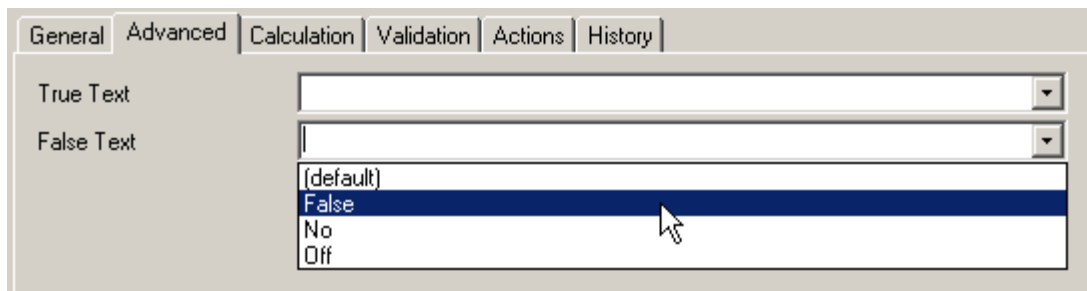 General Advanced Calculation Validation Actions History
True Text
False Text
(default)
False
No
Off